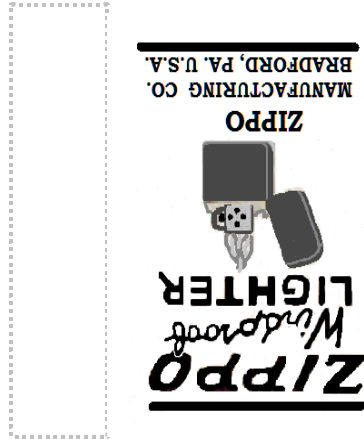 ZIPPO
Windproof
LIGHTER
ZIPPO
MANUFACTURING CO.
BRADFORD, PA. U.S.A.